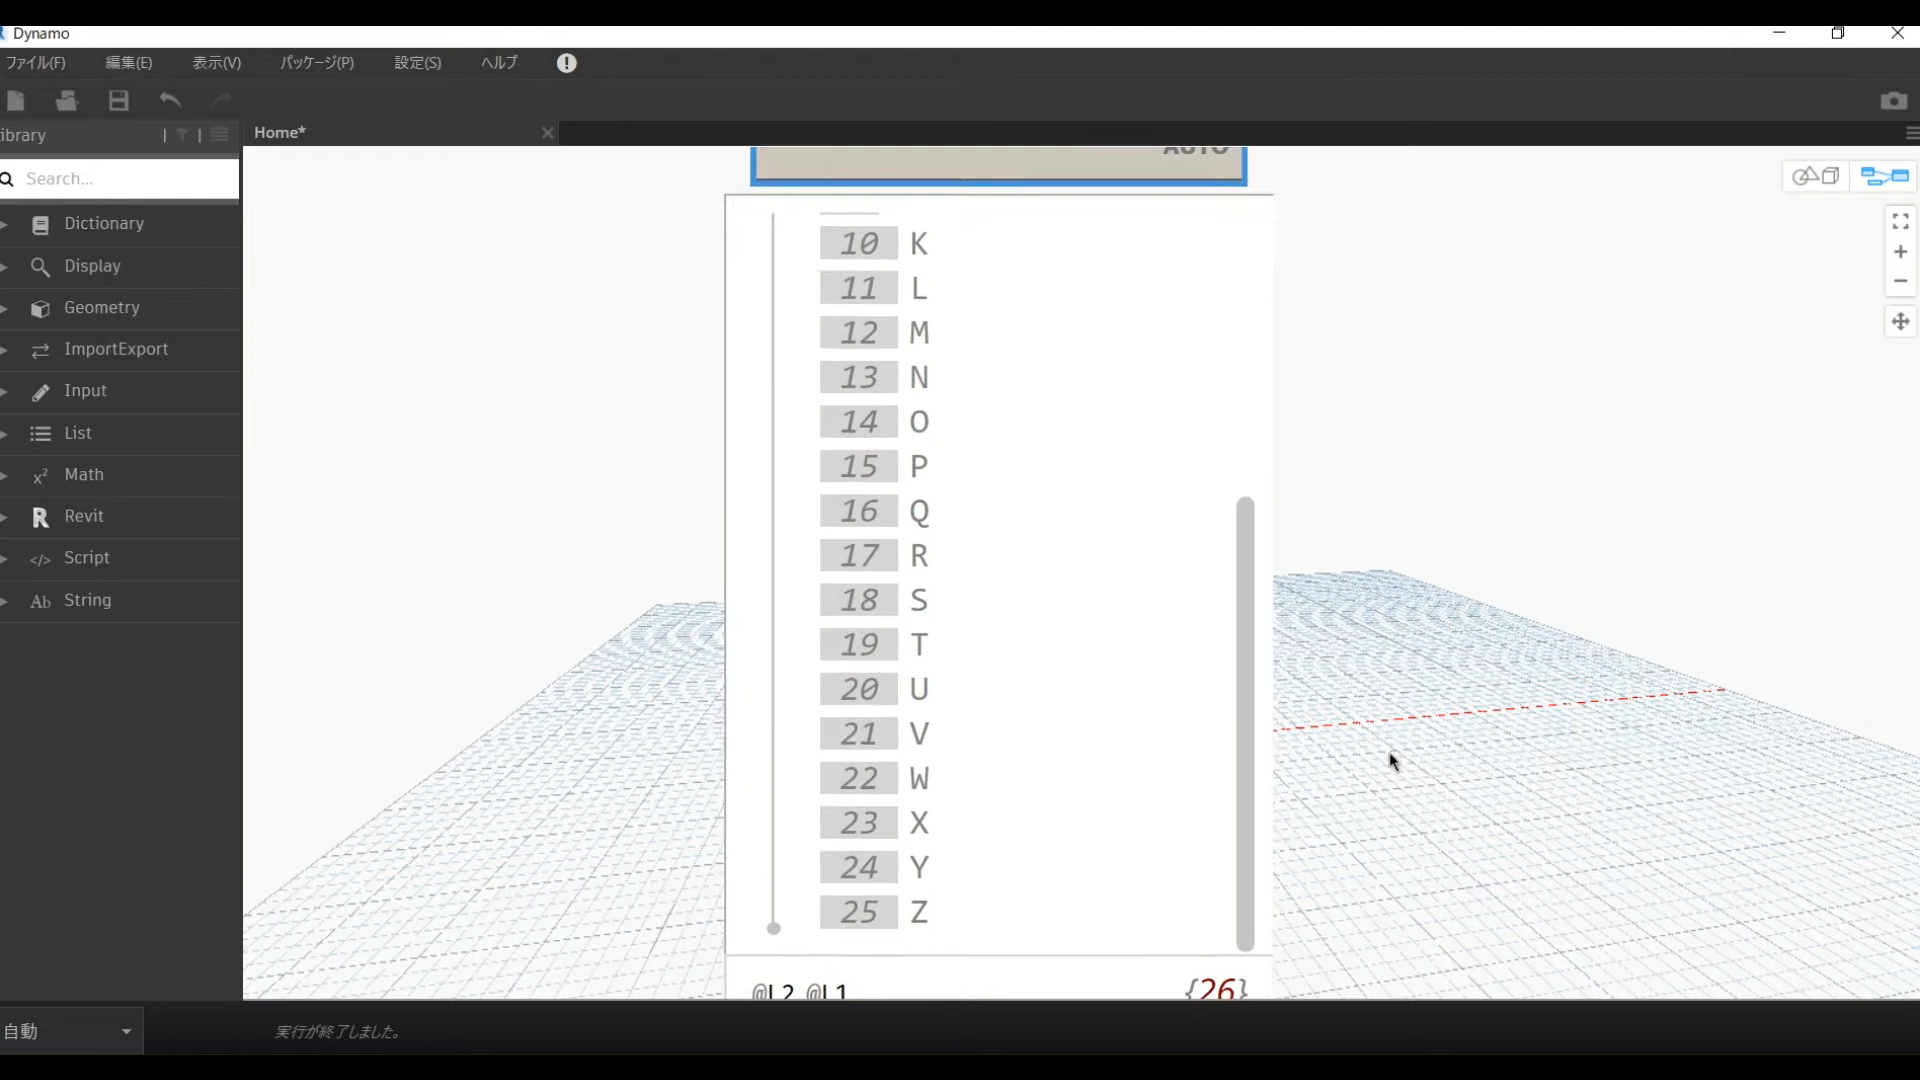 Dynamo
ファイル(F) 編集(E) 表示(V) パッケージ(P) 設定(S) ヘルプ
ibrary
Home*
AUTO
Search...
Dictionary
Display
Geometry
ImportExport
Input
List
Math
Revit
Script
String
10 K
11 L
12 M
13 N
14 O
15 P
16 Q
17 R
18 S
19 T
20 U
21 V
22 W
23 X
24 Y
25 Z
@L2 @L1 {26}
自動
実行が終了しました。